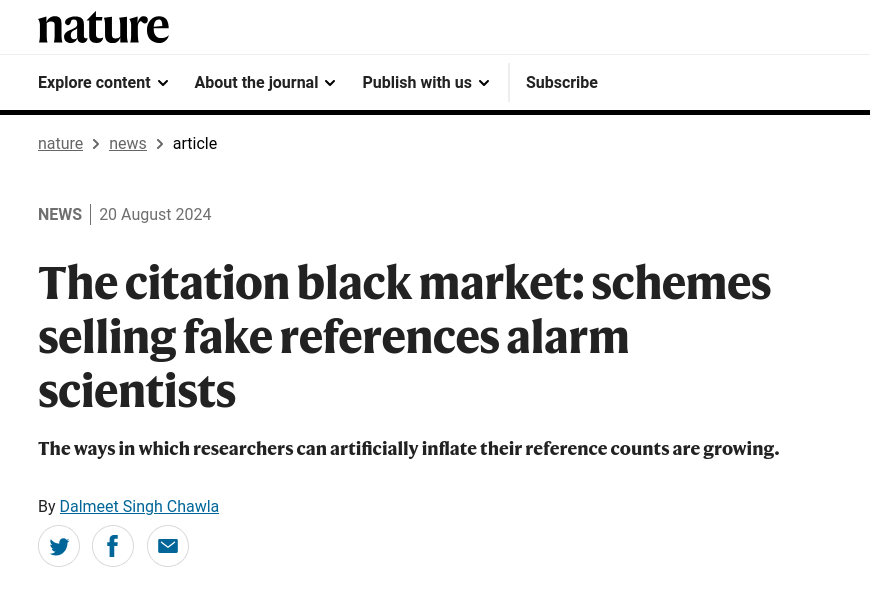 nature
Explore content About the journal Publish with us Subscribe
nature > news > article
NEWS | 20 August 2024
The citation black market: schemes
selling fake references alarm
scientists
The ways in which researchers can artificially inflate their reference counts are growing.
By Dalmeet Singh Chawla